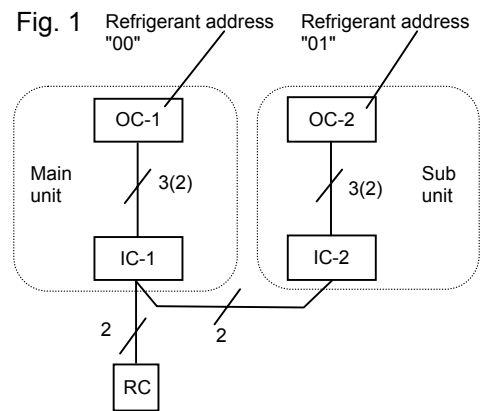 Fig. 1
Refrigerant address
"00"
Refrigerant address
"01"
OC-1
OC-2
Main
unit
3(2)
3(2)
Sub
unit
IC-1
IC-2
2
2
RC